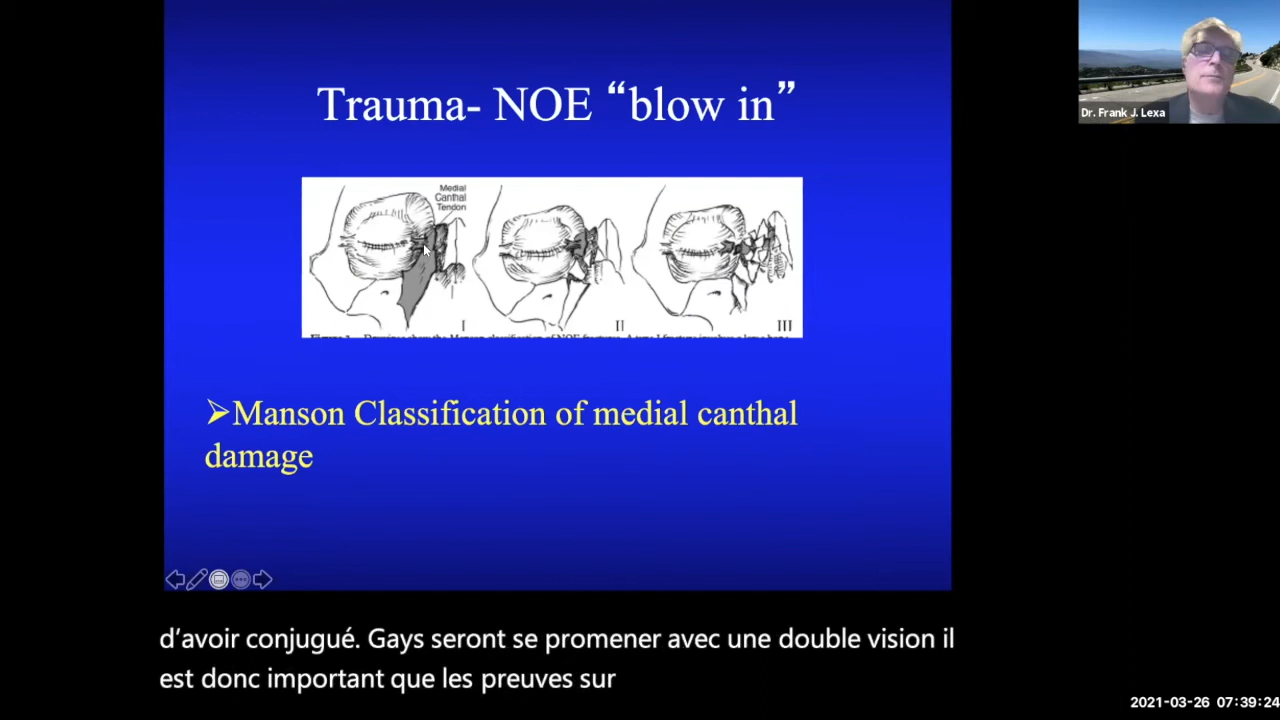 Trauma- NOE “blow in”
Medial
Canthal
Tendon
I
II
III
➢Manson Classification of medial canthal
damage
Dr. Frank J. Lexa
d’avoir conjugué. Gays seront se promener avec une double vision il
est donc important que les preuves sur
2021-03-26 07:39:24